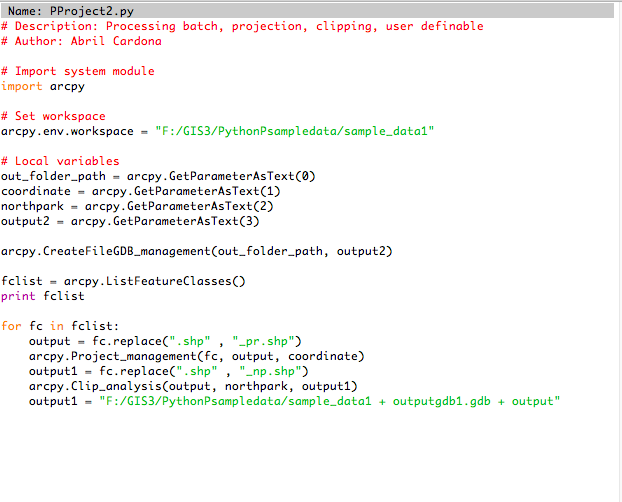 Name: PProject2.py
# Description: Processing batch, projection, clipping, user definable
# Author: Abril Cardona
# Import system module
import arcpy
# Set workspace
arcpy.env.workspace = "F:/GIS3/PythonPsampledata/sample_data1"
# Local variables
out_folder_path = arcpy.GetParameterAsText(0)
coordinate = arcpy.GetParameterAsText(1)
northpark = arcpy.GetParameterAsText(2)
output2 = arcpy.GetParameterAsText(3)
arcpy.CreateFileGDB_management(out_folder_path, output2)
fclist = arcpy.ListFeatureClasses()
print fclist
for fc in fclist:
    output = fc.replace(".shp" , "_pr.shp")
    arcpy.Project_management(fc, output, coordinate)
    output1 = fc.replace(".shp" , "_np.shp")
    arcpy.Clip_analysis(output, northpark, output1)
    output1 = "F:/GIS3/PythonPsampledata/sample_data1 + outputgdb1.gdb + output"